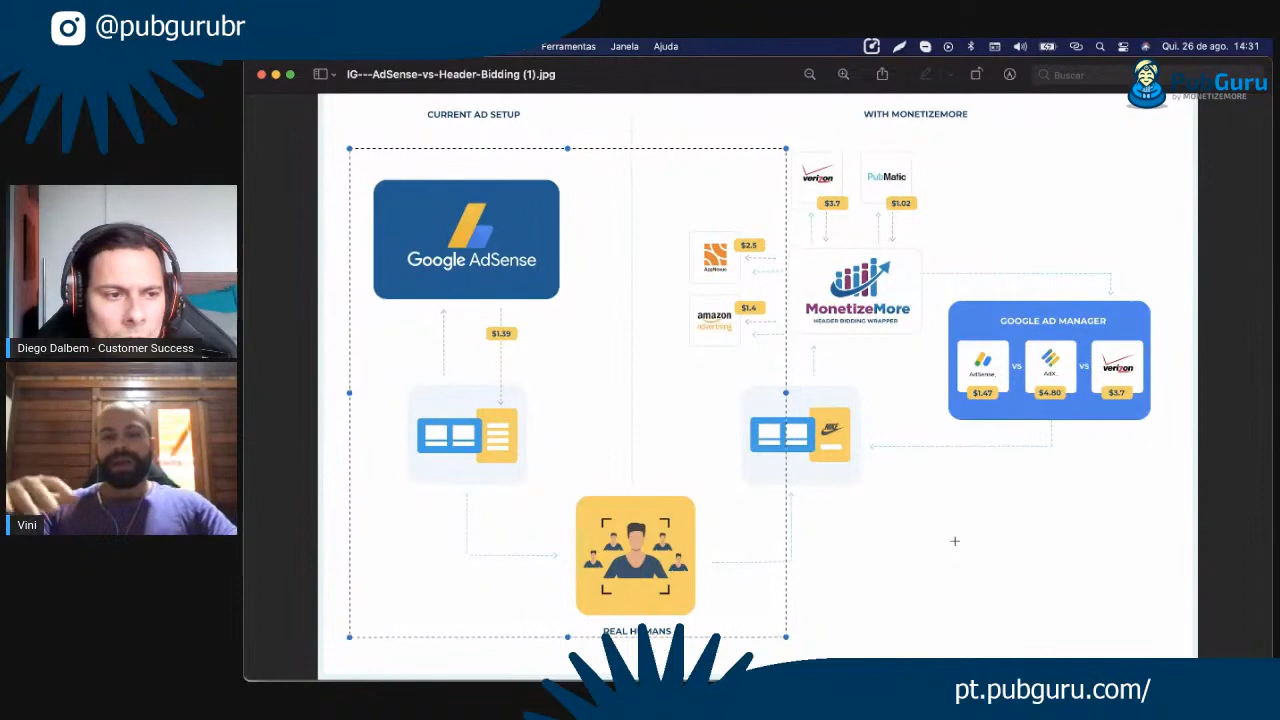 @pubgurubr
Ferramentas Janela Ajuda
Qui. 26 de ago. 14:31
IG---AdSense-vs-Header-Bidding (1).jpg
Buscar
PubGuru
by MONETIZEMORE
CURRENT AD SETUP
WITH MONETIZEMORE
verizon
PubMatic
$3.7
$1.02
Google AdSense
$2.5
AppNexus
MonetizeMore
HEADER BIDDING WRAPPER
$1.4
amazon
advertising
$1.39
GOOGLE AD MANAGER
AdSense
VS
AdX
VS
verizon
$1.47
$4.80
$3.7
Diego Dalbem - Customer Success
Vini
REAL HUMANS
pt.pubguru.com/